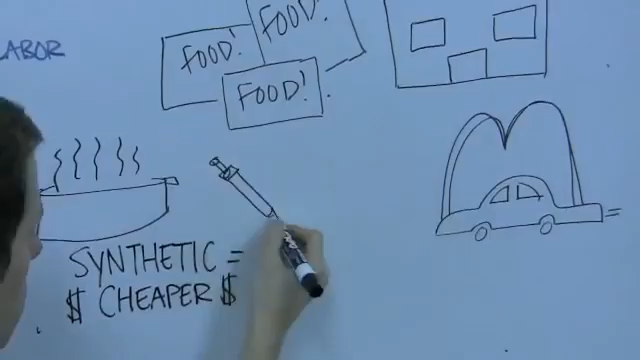 LABOR
FOOD!
FOOD!
FOOD!
SYNTHETIC =
$ CHEAPER $